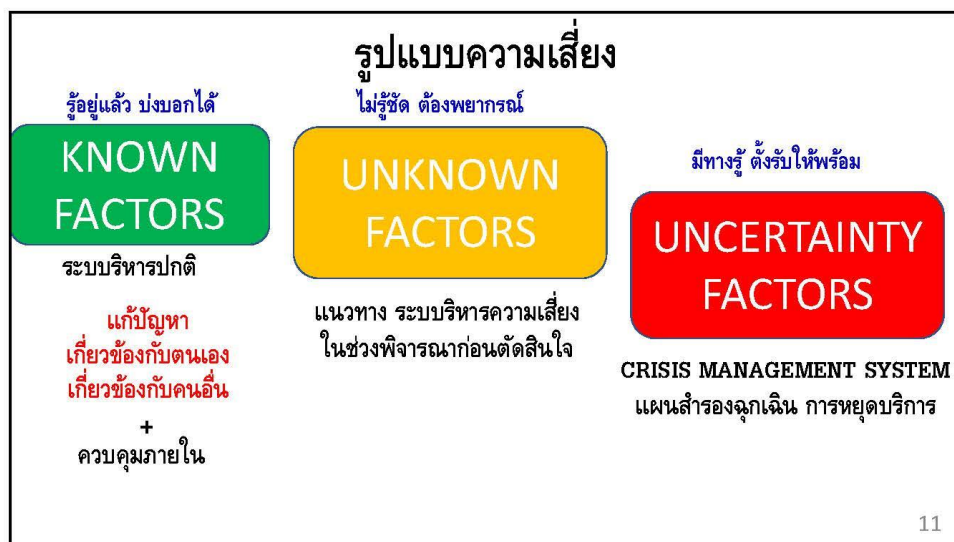 รูปแบบความเสี่ยง
รู้อยู่แล้ว บ่งบอกได้
KNOWN
FACTORS
ระบบบริหารปกติ
แก้ปัญหา
เกี่ยวข้องกับตนเอง
เกี่ยวข้องกับคนอื่น
+
ควบคุมภายใน
ไม่รู้ชัด ต้องพยากรณ์
UNKNOWN
FACTORS
แนวทาง ระบบบริหารความเสี่ยง
ในช่วงพิจารณาก่อนตัดสินใจ
มีทางรู้ ตั้งรับให้พร้อม
UNCERTAINTY
FACTORS
CRISIS MANAGEMENT SYSTEM
แผนสำรองฉุกเฉิน การหยุดบริการ
11